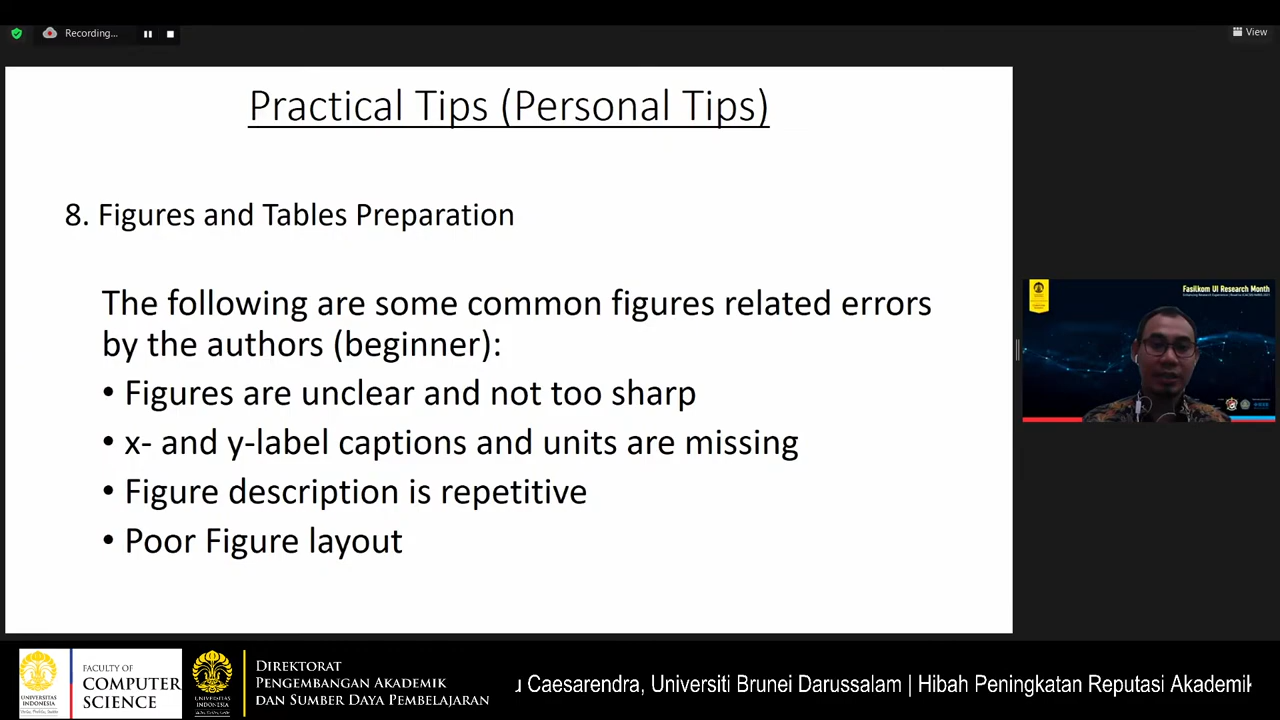 Recording...
View
Practical Tips (Personal Tips)
8. Figures and Tables Preparation
The following are some common figures related errors
by the authors (beginner):
• Figures are unclear and not too sharp
• x- and y-label captions and units are missing
• Figure description is repetitive
• Poor Figure layout
Fasilkom UI Research Month
UNIVERSITAS
INDONESIA
FACULTY OF
COMPUTER
SCIENCE
UNIVERSITAS
INDONESIA
DIREKTORAT
PENGEMBANGAN AKADEMIK
DAN SUMBER DAYA PEMBELAJARAN
Caesarendra, Universiti Brunei Darussalam | Hibah Peningkatan Reputasi Akademik